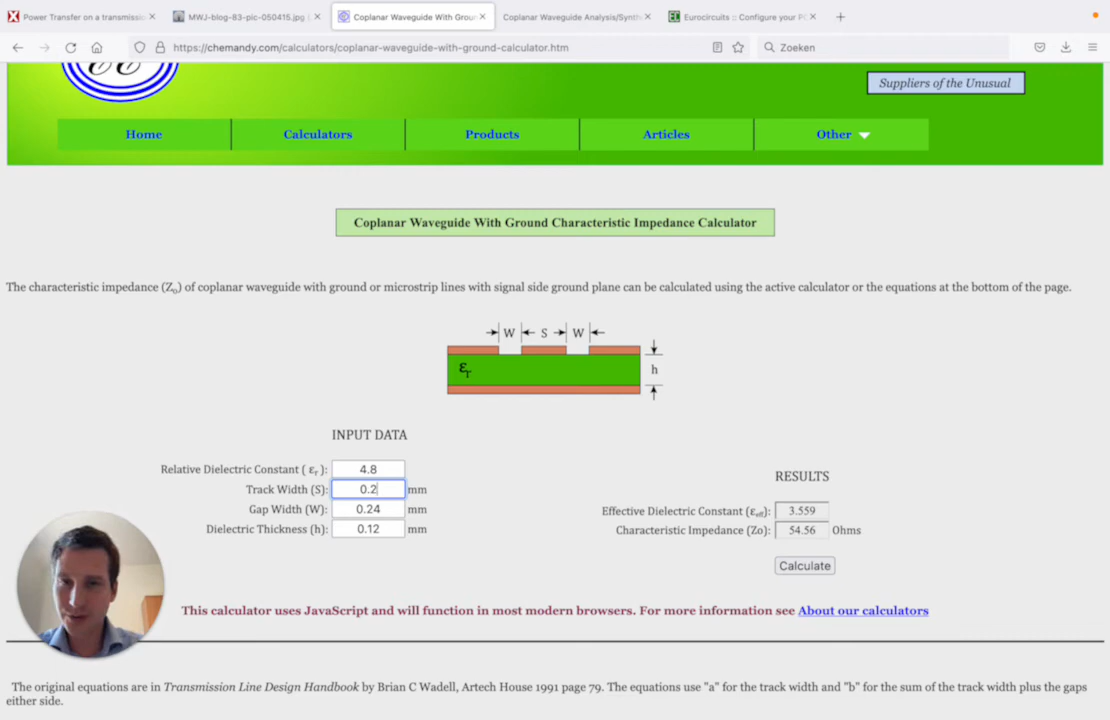 Power Transfer on a transmissio
MWJ-blog-83-pic-050415.jpg (
Coplanar Waveguide With Groun
Coplanar Waveguide Analysis/Synth
Eurocircuits :: Configure your PC
https://chemandy.com/calculators/coplanar-waveguide-with-ground-calculator.htm
Zoeken
Suppliers of the Unusual
Home
Calculators
Products
Articles
Other
Coplanar Waveguide With Ground Characteristic Impedance Calculator
The characteristic impedance (Zo) of coplanar waveguide with ground or microstrip lines with signal side ground plane can be calculated using the active calculator or the equations at the bottom of the page.
W S W
εr
h
INPUT DATA
Relative Dielectric Constant ( εr ): 4.8
Track Width (S): 0.2 mm
Gap Width (W): 0.24 mm
Dielectric Thickness (h): 0.12 mm
RESULTS
Effective Dielectric Constant (εeff): 3.559
Characteristic Impedance (Zo): 54.56 Ohms
Calculate
This calculator uses JavaScript and will function in most modern browsers. For more information see About our calculators
The original equations are in Transmission Line Design Handbook by Brian C Wadell, Artech House 1991 page 79. The equations use "a" for the track width and "b" for the sum of the track width plus the gaps
either side.